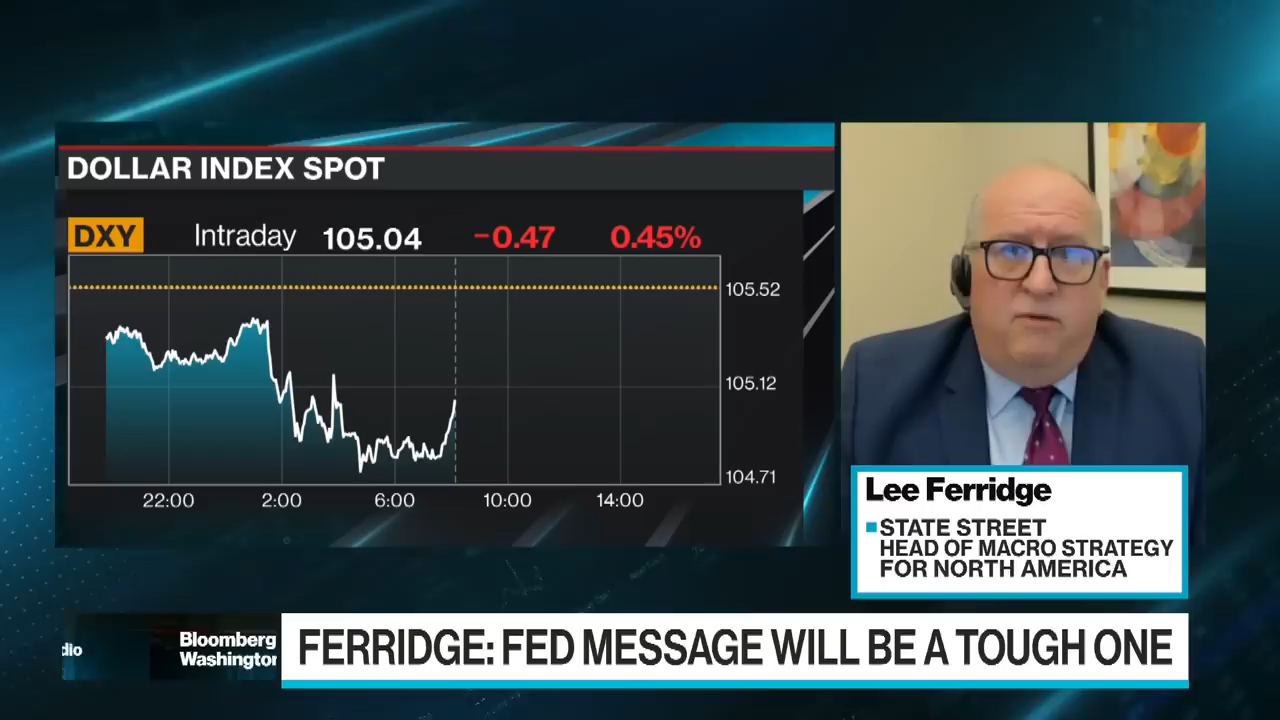 DOLLAR INDEX SPOT
DXY Intraday 105.04 −0.47 0.45%
105.52
105.12
104.71
22:00 2:00 6:00 10:00 14:00
Lee Ferridge
STATE STREET
HEAD OF MACRO STRATEGY
FOR NORTH AMERICA
dio
Bloomberg
Washington
FERRIDGE: FED MESSAGE WILL BE A TOUGH ONE